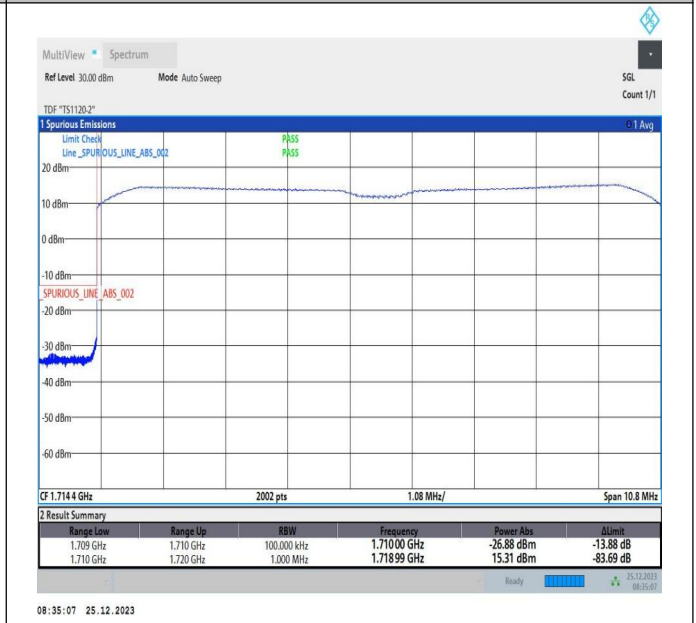 R S
MultiView Spectrum
Ref Level 30.00 dBm Mode Auto Sweep SGL
Count 1/1
TDF "TS1120-2"
1 Spurious Emissions 1 Avg
Limit Check PASS
Line _SPURIOUS_LINE_ABS_002 PASS
20 dBm
10 dBm
0 dBm
-10 dBm
_SPURIOUS_LINE_ABS_002
-20 dBm
-30 dBm
-40 dBm
-50 dBm
-60 dBm
CF 1.714 4 GHz 2002 pts 1.08 MHz/ Span 10.8 MHz
2 Result Summary
Range Low Range Up RBW Frequency Power Abs ΔLimit
1.709 GHz 1.710 GHz 100.000 kHz 1.71000 GHz -26.88 dBm -13.88 dB
1.710 GHz 1.720 GHz 1.000 MHz 1.71899 GHz 15.31 dBm -83.69 dB
Ready 25.12.2023
08:35:07
08:35:07 25.12.2023